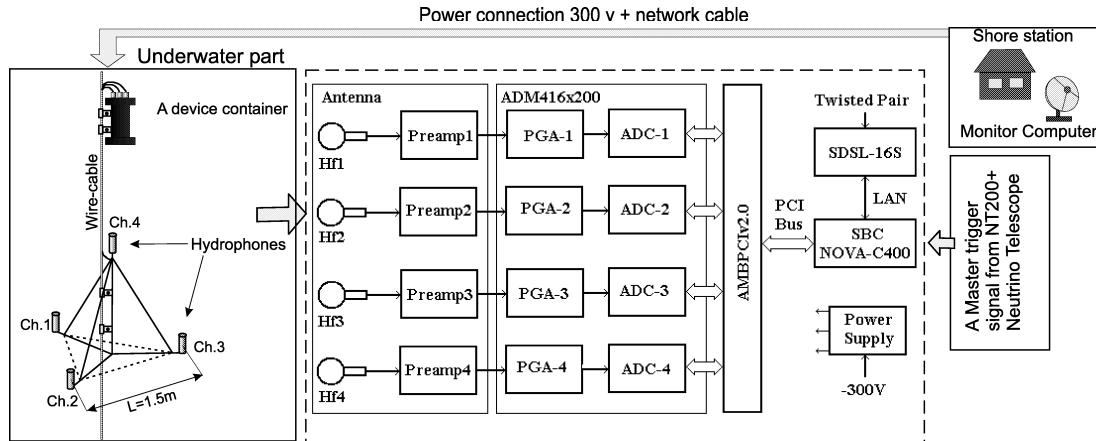 Power connection 300 v + network cable
Shore station
Monitor Computer
Underwater part
A device container
Wire-cable
Ch.4
Hydrophones
Ch.1
Ch.3
Ch.2
L=1.5m
Antenna
ADM416x200
Hf1
Preamp1
PGA-1
ADC-1
Hf2
Preamp2
PGA-2
ADC-2
Hf3
Preamp3
PGA-3
ADC-3
Hf4
Preamp4
PGA-4
ADC-4
AMBPCIv2.0
PCI
Bus
Twisted Pair
SDSL-16S
LAN
SBC
NOVA-C400
Power
Supply
-300V
A Master trigger
signal from NT200+
Neutrino Telescope